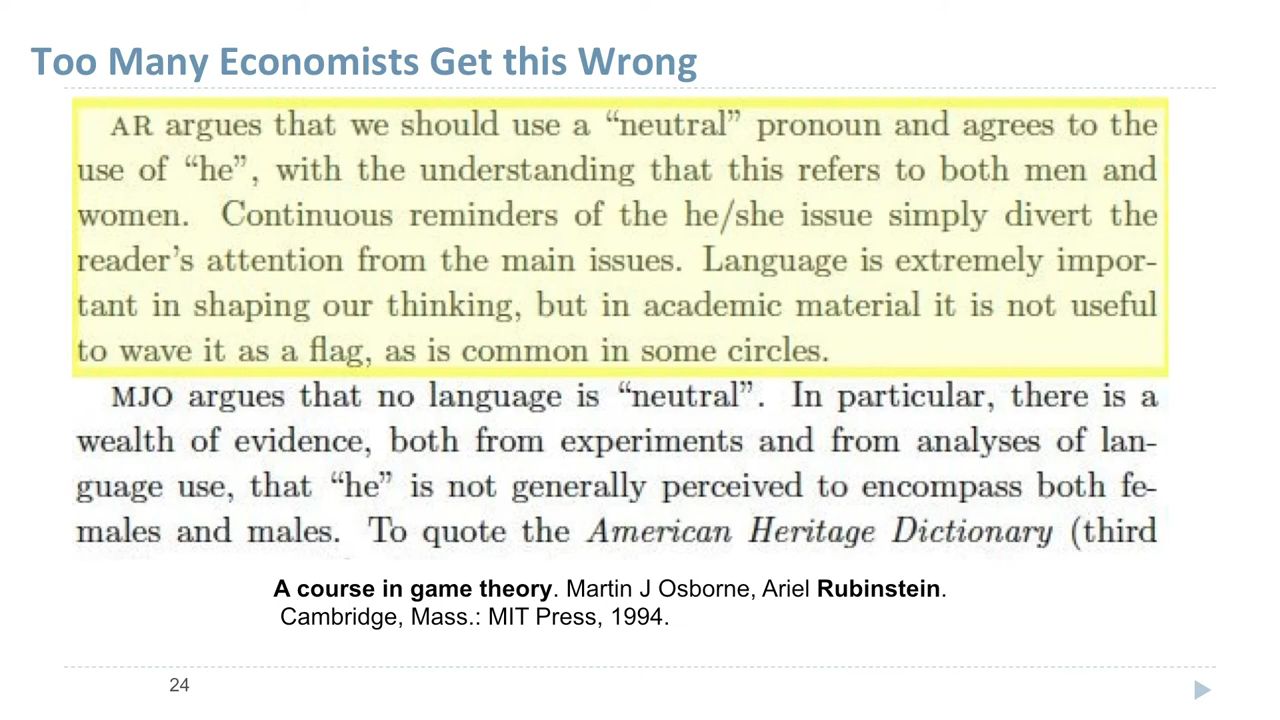 Too Many Economists Get this Wrong
AR argues that we should use a “neutral” pronoun and agrees to the
use of “he”, with the understanding that this refers to both men and
women. Continuous reminders of the he/she issue simply divert the
reader’s attention from the main issues. Language is extremely impor-
tant in shaping our thinking, but in academic material it is not useful
to wave it as a flag, as is common in some circles.
MJO argues that no language is “neutral”. In particular, there is a
wealth of evidence, both from experiments and from analyses of lan-
guage use, that “he” is not generally perceived to encompass both fe-
males and males. To quote the American Heritage Dictionary (third
A course in game theory. Martin J Osborne, Ariel Rubinstein.
Cambridge, Mass.: MIT Press, 1994.
24